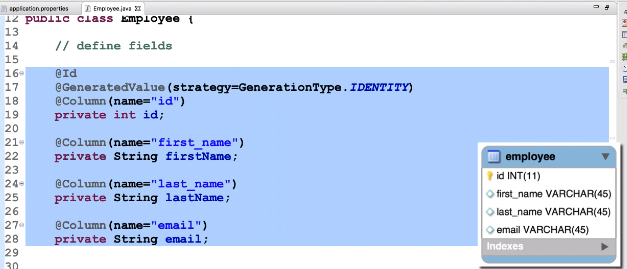 application.properties
Employee.java
12 public class Employee {
13
14 // define fields
15
16 @Id
17 @GeneratedValue(strategy=GenerationType.IDENTITY)
18 @Column(name="id")
19 private int id;
20
21 @Column(name="first_name")
22 private String firstName;
23
24 @Column(name="last_name")
25 private String lastName;
26
27 @Column(name="email")
28 private String email;
29
30
employee
id INT(11)
first_name VARCHAR(45)
last_name VARCHAR(45)
email VARCHAR(45)
Indexes